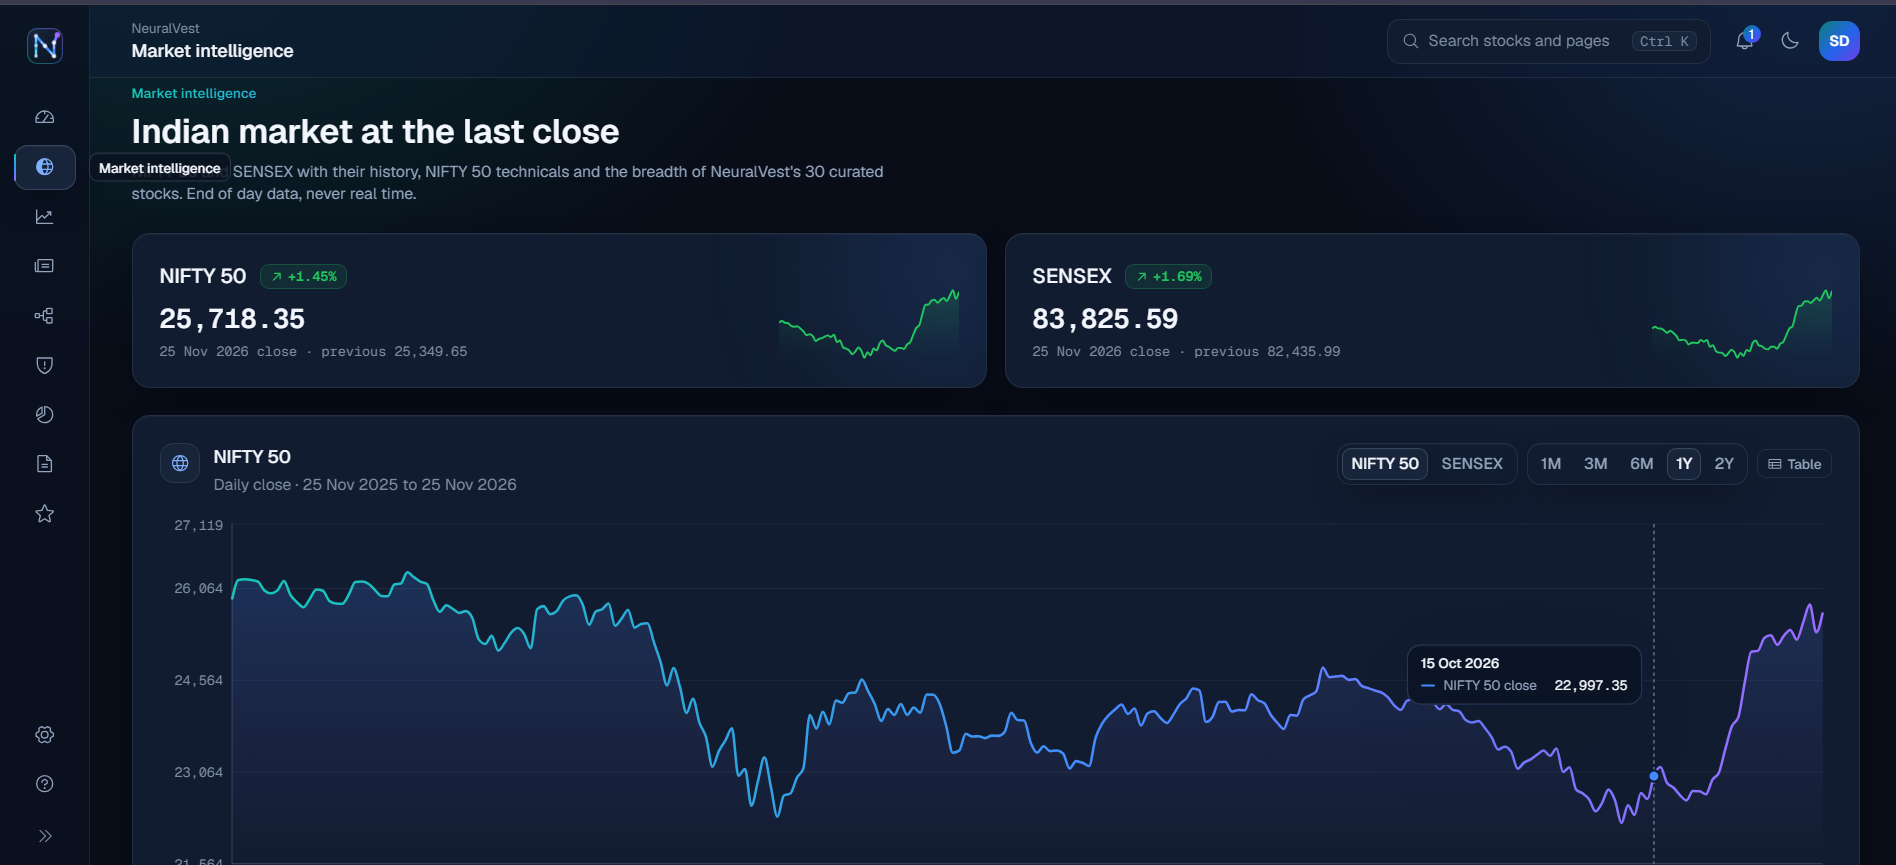 NeuralVest
Market intelligence
Search stocks and pages
Ctrl K
1
SD
Market intelligence
Indian market at the last close
Market intelligence
SENSEX with their history, NIFTY 50 technicals and the breadth of NeuralVest's 30 curated
stocks. End of day data, never real time.
NIFTY 50
+1.45%
25,718.35
25 Nov 2026 close · previous 25,349.65
SENSEX
+1.69%
83,825.59
25 Nov 2026 close · previous 82,435.99
NIFTY 50
Daily close · 25 Nov 2025 to 25 Nov 2026
NIFTY 50
SENSEX
1M
3M
6M
1Y
2Y
Table
27,119
26,064
24,564
23,064
21,564
15 Oct 2026
NIFTY 50 close 22,997.35